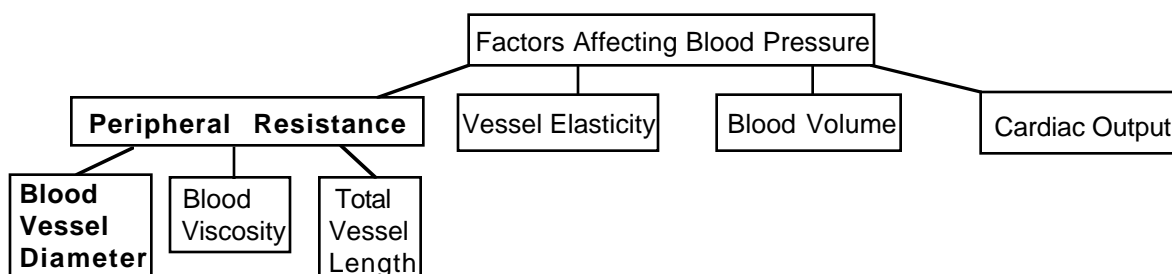 Factors Affecting Blood Pressure
Peripheral Resistance
Vessel Elasticity
Blood Volume
Cardiac Output
Blood
Vessel
Diameter
Blood
Viscosity
Total
Vessel
Length